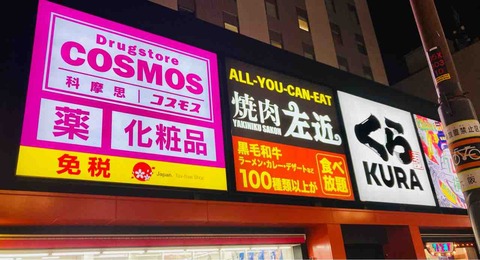 Drugstore
COSMOS
科摩思 | コスモス
薬
化粧品
免税
Japan. Tax-free Shop
ALL-YOU-CAN-EAT
焼肉
左近
YAKINIKU SAKON
黒毛和牛
ラーメン・カレー・デザートなど
100種類以上が
食べ
放題
くら
KURA